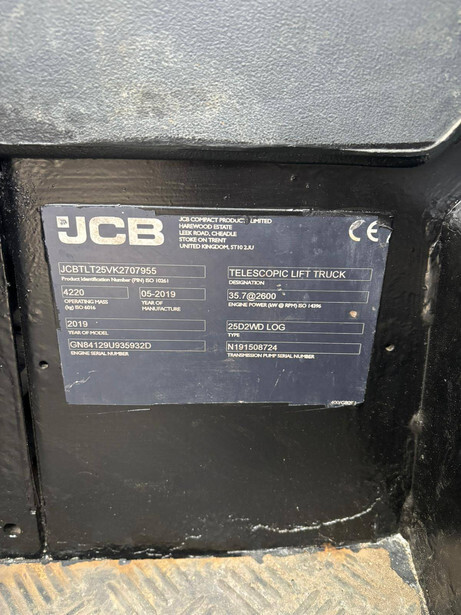 JCB
JCB COMPACT PRODUCTS LIMITED
HAREWOOD ESTATE
LEEK ROAD, CHEADLE
STOKE ON TRENT
UNITED KINGDOM, ST10 2JU
CE
JCBTLT25VK2707955
Product Identification Number (PIN) ISO 10261
TELESCOPIC LIFT TRUCK
DESIGNATION
4220
OPERATING MASS
(kg) ISO 6016
05-2019
YEAR OF
MANUFACTURE
35.7@2600
ENGINE POWER (kW @ RPM) ISO 14396
2019
YEAR OF MODEL
25D2WD LOG
TYPE
GN84129U935932D
ENGINE SERIAL NUMBER
N191508724
TRANSMISSION PUMP SERIAL NUMBER